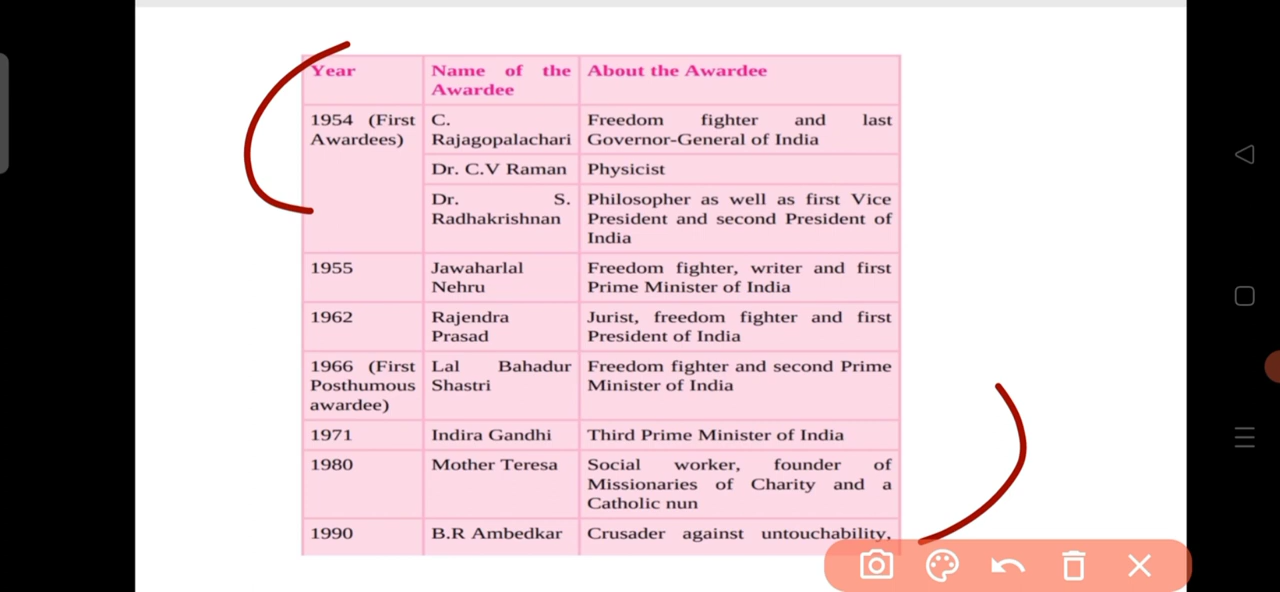 Year Name of the About the Awardee
Awardee
1954 (First C. Freedom fighter and last
Awardees) Rajagopalachari Governor-General of India
Dr. C.V Raman Physicist
Dr. S. Philosopher as well as first Vice
Radhakrishnan President and second President of
India
1955 Jawaharlal Freedom fighter, writer and first
Nehru Prime Minister of India
1962 Rajendra Jurist, freedom fighter and first
Prasad President of India
1966 (First Lal Bahadur Freedom fighter and second Prime
Posthumous Shastri Minister of India
awardee)
1971 Indira Gandhi Third Prime Minister of India
1980 Mother Teresa Social worker, founder of
Missionaries of Charity and a
Catholic nun
1990 B.R Ambedkar Crusader against untouchability,